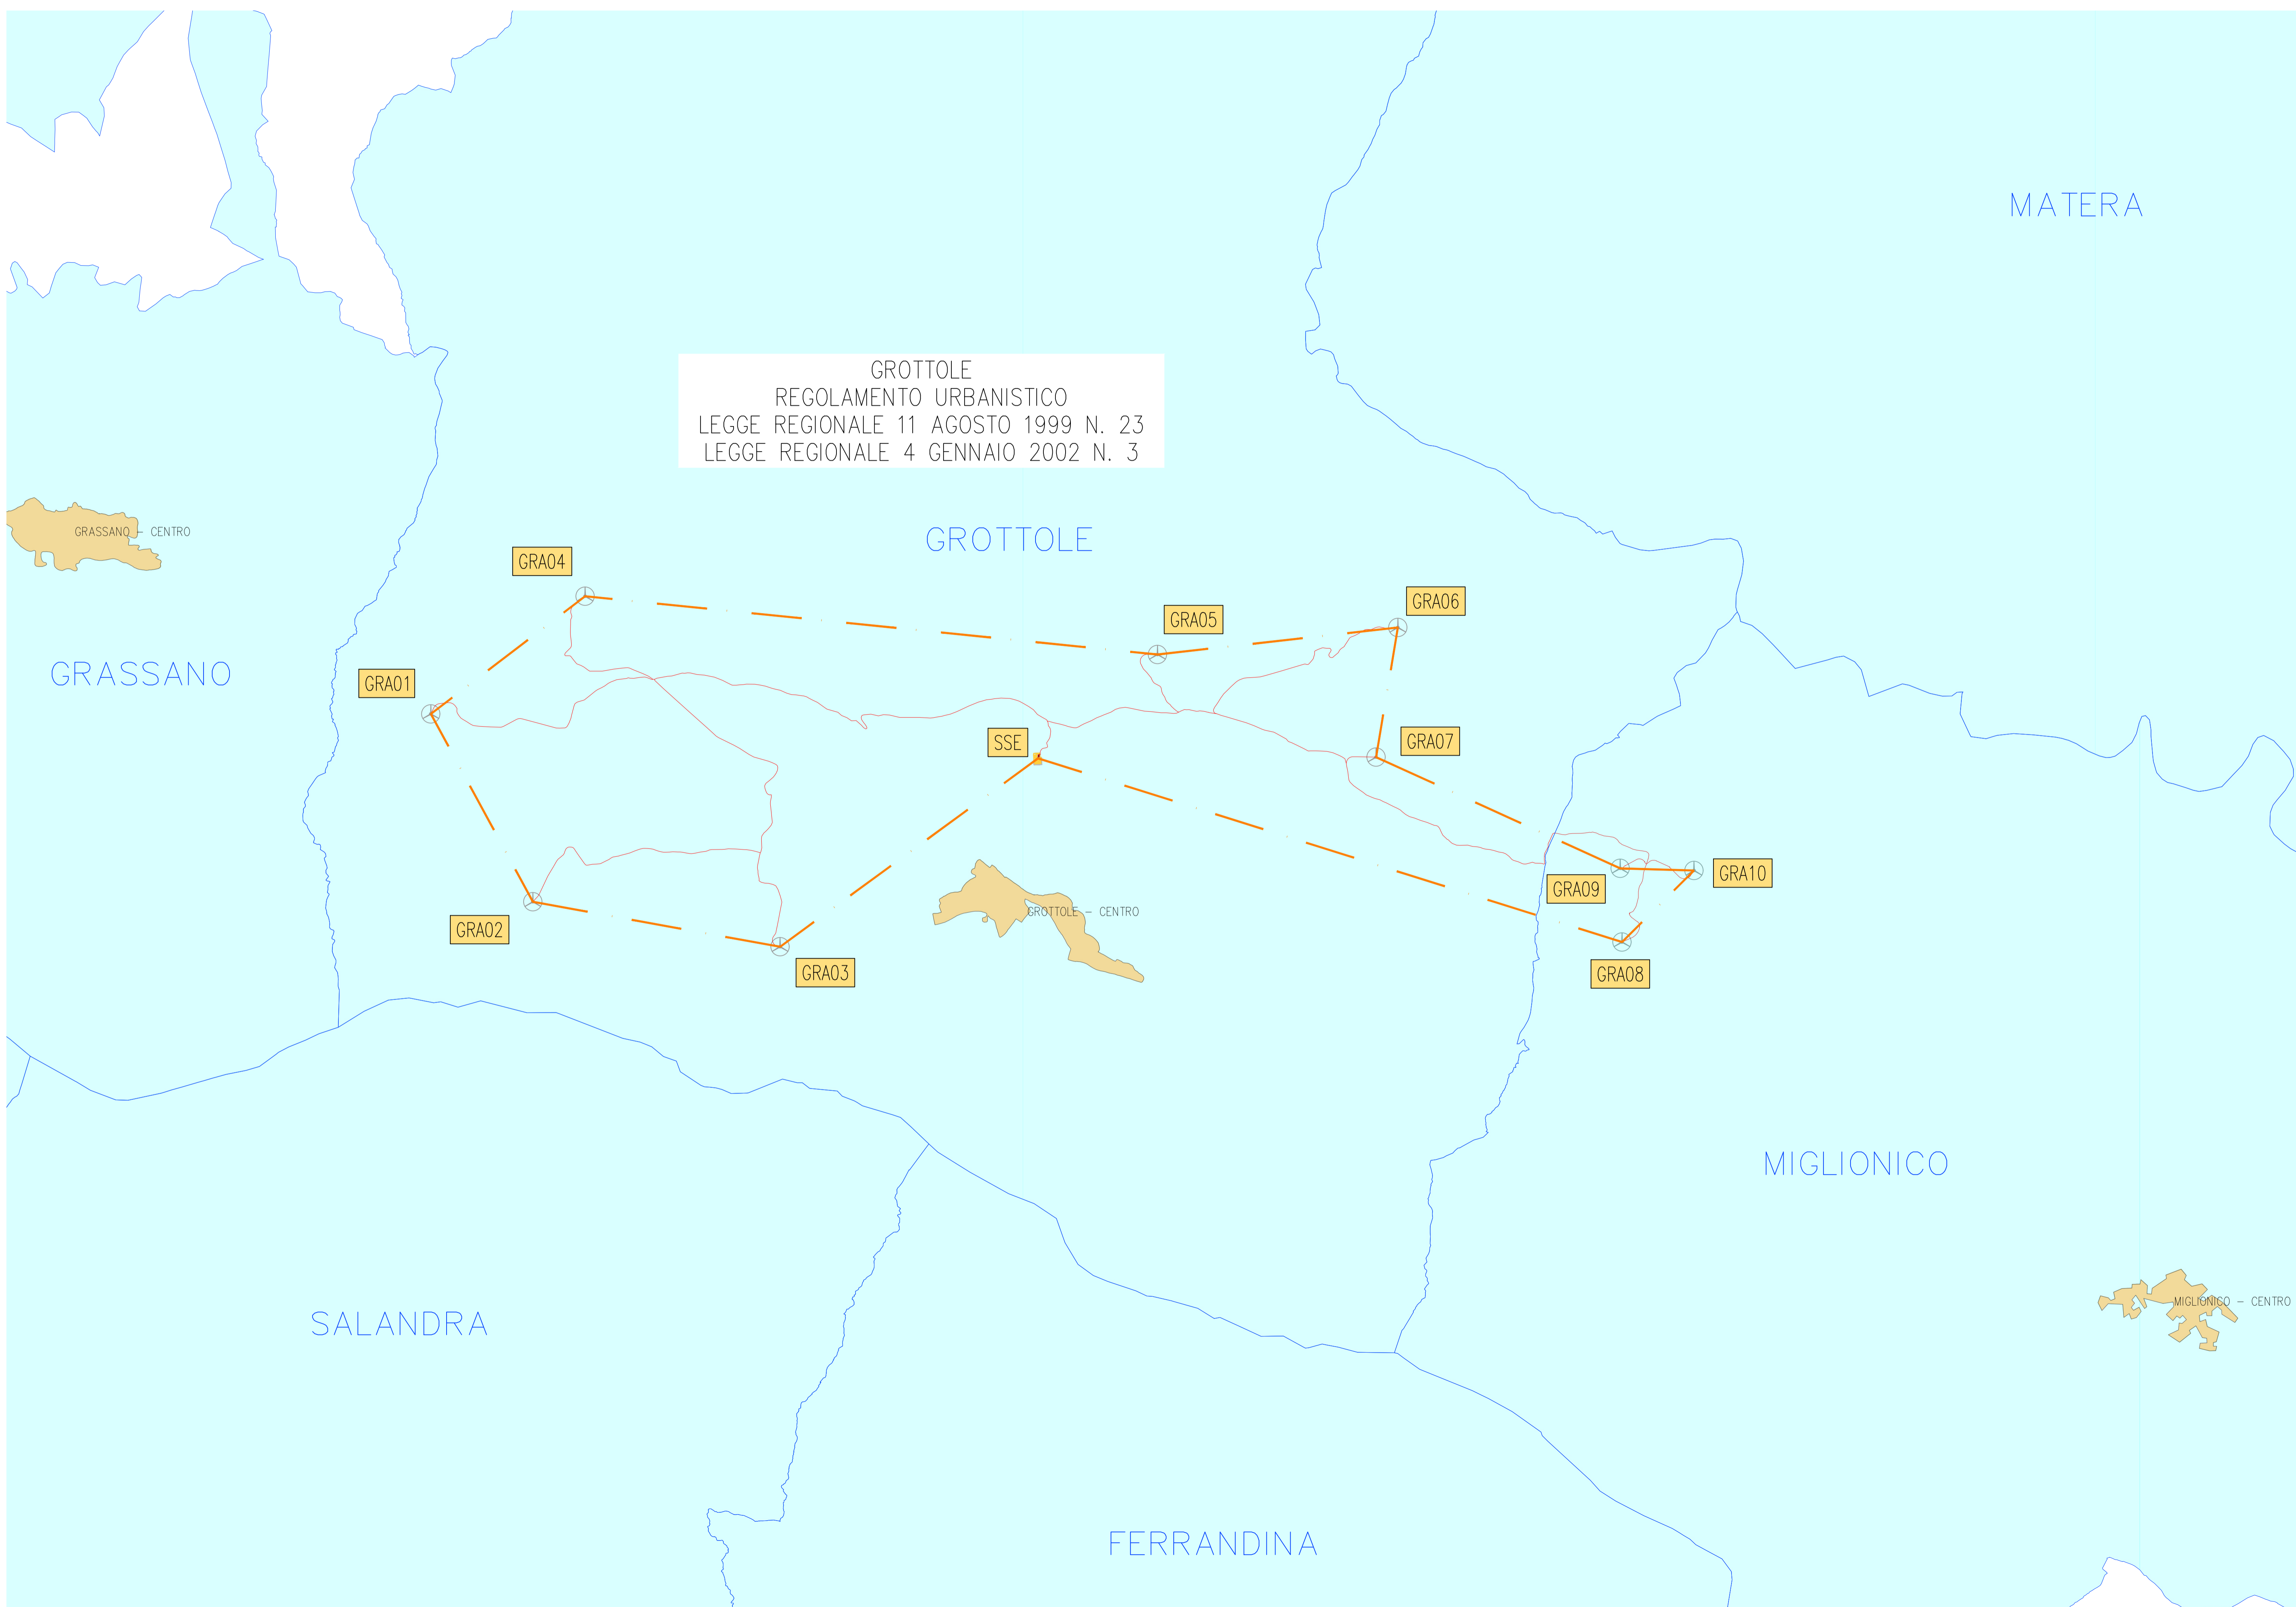 MATERA
GROTTOLE
REGOLAMENTO URBANISTICO
LEGGE REGIONALE 11 AGOSTO 1999 N. 23
LEGGE REGIONALE 4 GENNAIO 2002 N. 3
GRASSANO - CENTRO
GROTTOLE
GRA04
GRA06
GRA05
GRASSANO
GRA01
SSE
GRA07
GRA10
GRA09
GROTTOLE - CENTRO
GRA02
GRA03
GRA08
MIGLIONICO
MIGLIONICO - CENTRO
SALANDRA
FERRANDINA